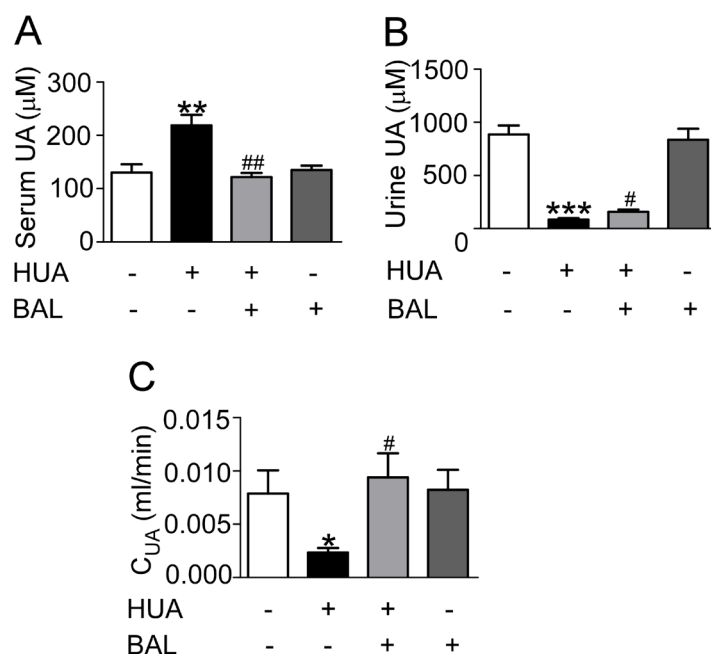 A
Serum UA (μM)
300
200
100
0
**
##
HUA - + + -
BAL - - + +
B
Urine UA (μM)
1500
1000
500
0
***
#
HUA - + + -
BAL - - + +
C
CUA (ml/min)
0.015
0.010
0.005
0.000
*
#
HUA - + + -
BAL - - + +